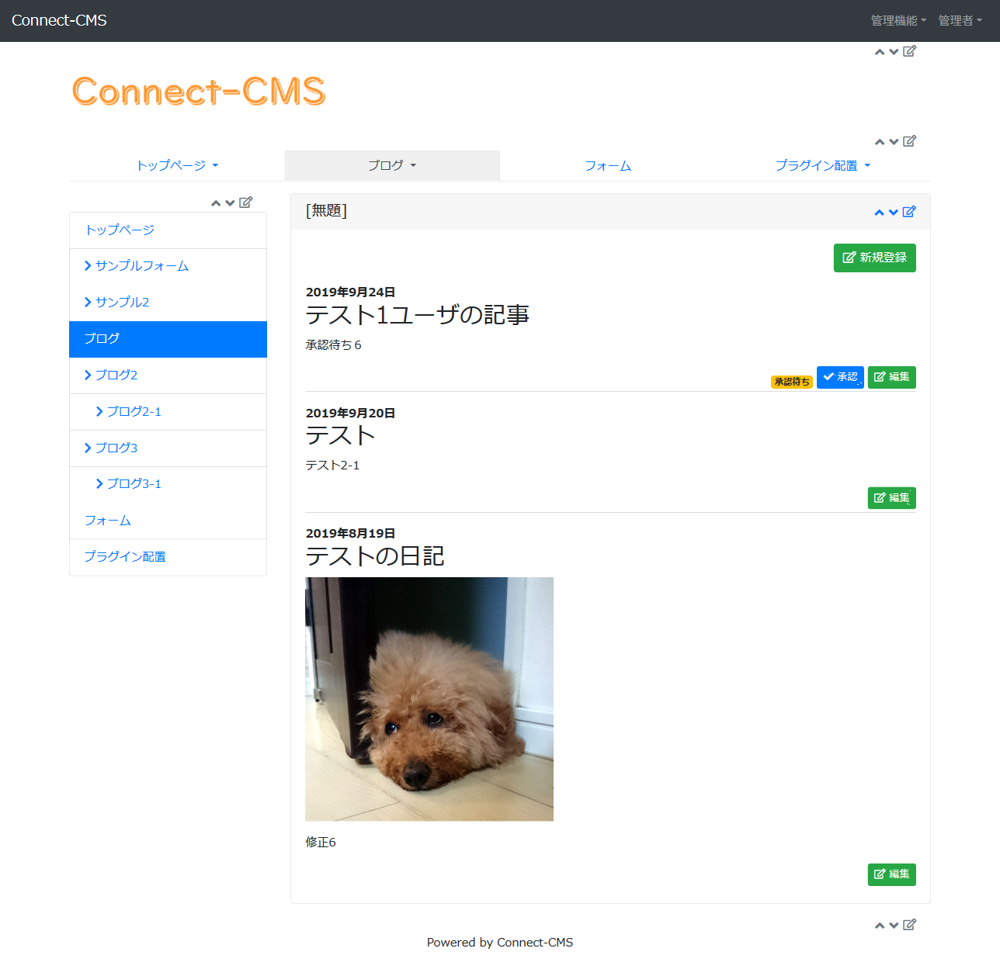 Connect-CMS 管理機能 管理者
Connect-CMS
トップページ ブログ フォーム プラグイン配置
トップページ
サンプルフォーム
サンプル2
ブログ
ブログ2
ブログ2-1
ブログ3
ブログ3-1
フォーム
プラグイン配置
[無題]
新規登録
2019年9月24日
テスト1ユーザの記事
承認待ち６
承認待ち 承認 編集
2019年9月20日
テスト
テスト2-1
編集
2019年8月19日
テストの日記
修正6
編集
Powered by Connect-CMS